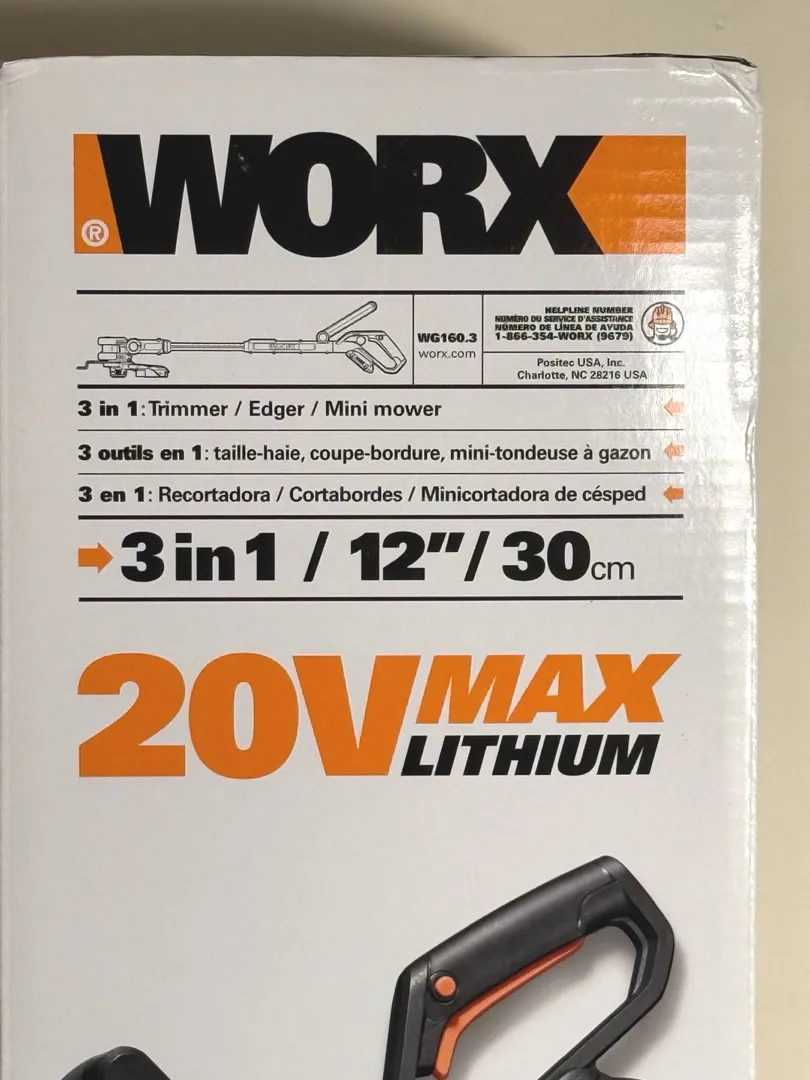 WORX
®
HELPLINE NUMBER
NUMÉRO DU SERVICE D'ASSISTANCE
NÚMERO DE LÍNEA DE AYUDA
1-866-354-WORX (9679)
WG160.3
worx.com
Positec USA, Inc.
Charlotte, NC 28216 USA
3 in 1: Trimmer / Edger / Mini mower
3 outils en 1: taille-haie, coupe-bordure, mini-tondeuse à gazon
3 en 1: Recortadora / Cortabordes / Minicortadora de césped
3 in 1 / 12″/ 30cm
20V MAX
LITHIUM